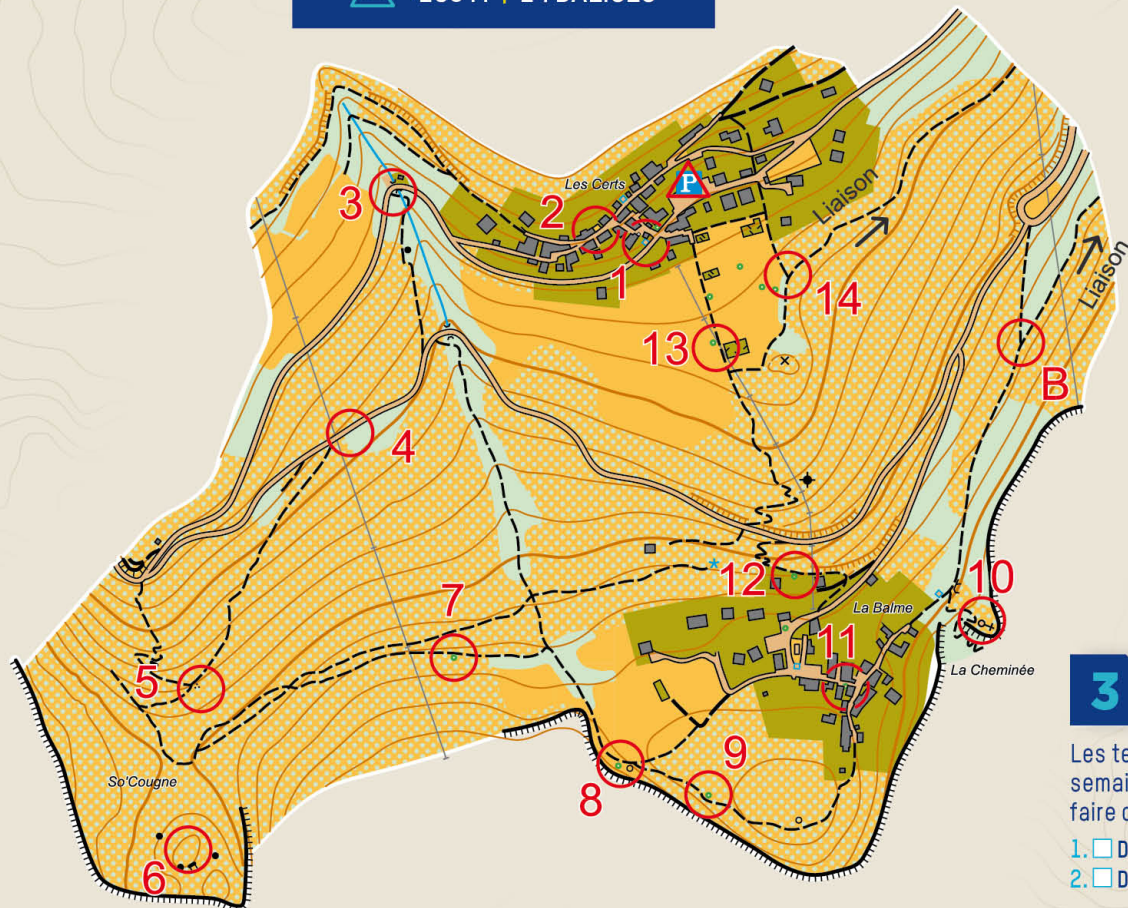 Les Certs
P
3
2
1
Liaison
14
Liaison
13
B
4
12
10
7
La Balme
11
La Cheminée
5
So'Cougne
9
8
6
3
Les te
semai
faire
1. D
2. D